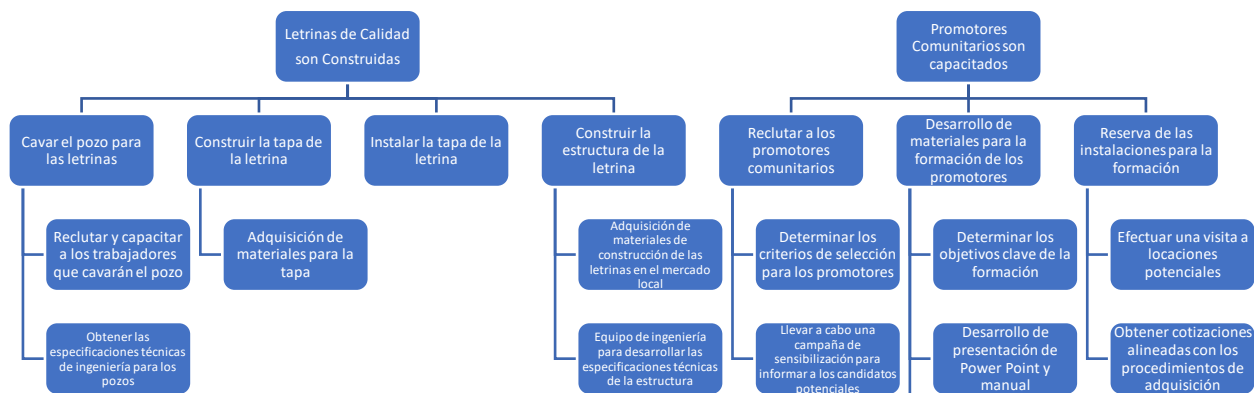 Letrinas de Calidad
son Construidas
Promotores
Comunitarios son
capacitados
Cavar el pozo para
las letrinas
Construir la tapa de
la letrina
Instalar la tapa de la
letrina
Construir la
estructura de la
letrina
Reclutar a los
promotores
comunitarios
Desarrollo de
materiales para la
formación de los
promotores
Reserva de las
instalaciones para la
formación
Reclutar y capacitar
a los trabajadores
que cavarán el pozo
Adquisición de
materiales para la
tapa
Adquisición de
materiales de
construcción de las
letrinas en el mercado
local
Determinar los
criterios de selección
para los promotores
Determinar los
objetivos clave de la
formación
Efectuar una visita a
locaciones
potenciales
Obtener las
especificaciones técnicas
de ingeniería para los
pozos
Equipo de ingeniería
para desarrollar las
especificaciones técnicas
de la estructura
Llevar a cabo una
campaña de
sensibilización para
informar a los candidatos
potenciales
Desarrollo de
presentación de
Power Point y
manual
Obtener cotizaciones
alineadas con los
procedimientos de
adquisición